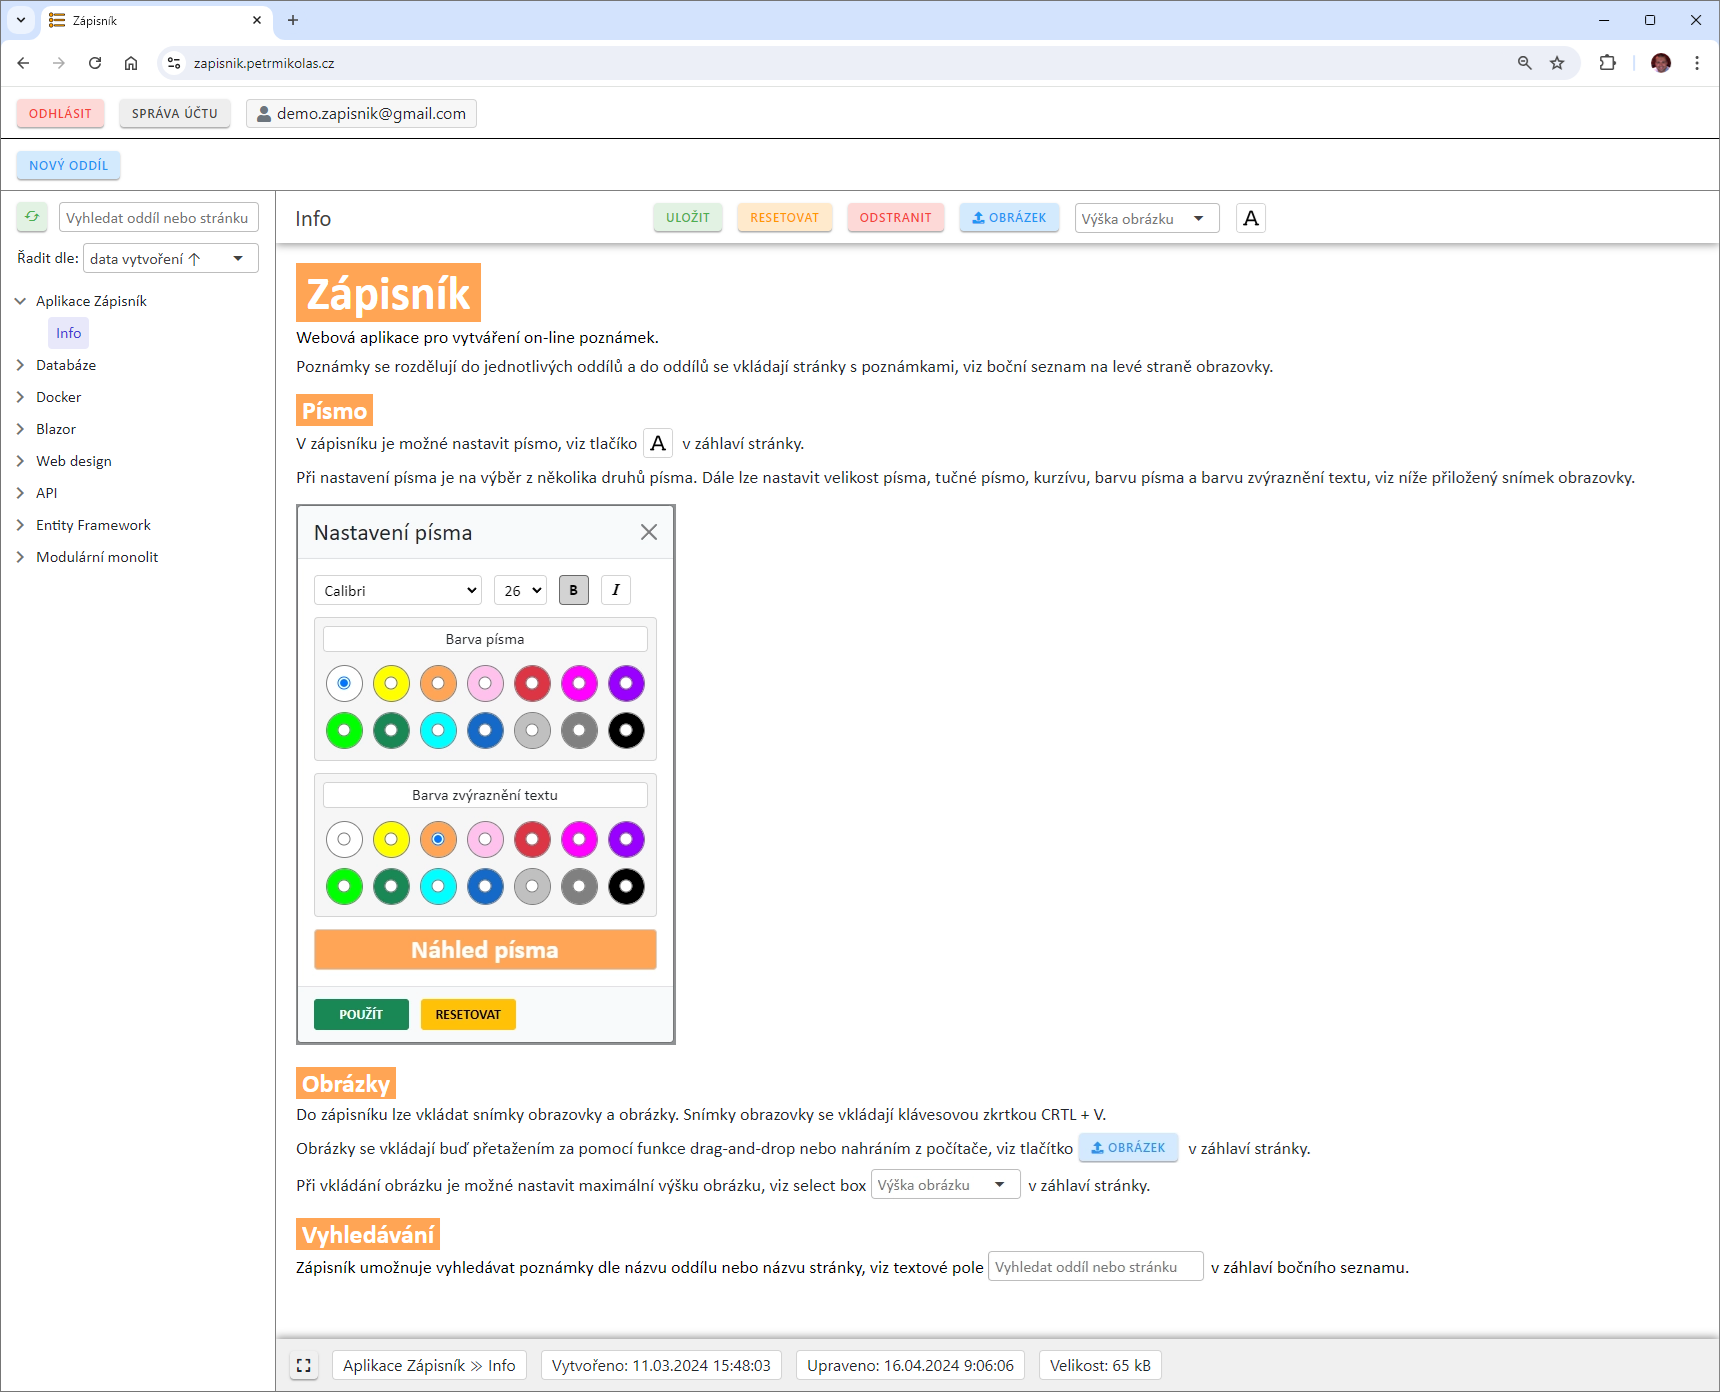 Zápisník
zapisnik.petrmikolas.cz
ODHLÁSIT
SPRÁVA ÚČTU
demo.zapisnik@gmail.com
NOVÝ ODDÍL
Vyhledat oddíl nebo stránku
Řadit dle: data vytvoření ↑
Aplikace Zápisník
Info
Databáze
Docker
Blazor
Web design
API
Entity Framework
Modulární monolit
Info
ULOŽIT
RESETOVAT
ODSTRANIT
OBRÁZEK
Výška obrázku
A
Zápisník
Webová aplikace pro vytváření on-line poznámek.
Poznámky se rozdělují do jednotlivých oddílů a do oddílů se vkládají stránky s poznámkami, viz boční seznam na levé straně obrazovky.
Písmo
V zápisníku je možné nastavit písmo, viz tlačíko A v záhlaví stránky.
Při nastavení písma je na výběr z několika druhů písma. Dále lze nastavit velikost písma, tučné písmo, kurzívu, barvu písma a barvu zvýraznění textu, viz níže přiložený snímek obrazovky.
Nastavení písma
Calibri 26 B I
Barva písma
Barva zvýraznění textu
Náhled písma
POUŽÍT
RESETOVAT
Obrázky
Do zápisníku lze vkládat snímky obrazovky a obrázky. Snímky obrazovky se vkládají klávesovou zkrtkou CRTL + V.
Obrázky se vkládají buď přetažením za pomocí funkce drag-and-drop nebo nahráním z počítače, viz tlačítko OBRÁZEK v záhlaví stránky.
Při vkládání obrázku je možné nastavit maximální výšku obrázku, viz select box Výška obrázku v záhlaví stránky.
Vyhledávání
Zápisník umožnuje vyhledávat poznámky dle názvu oddílu nebo názvu stránky, viz textové pole Vyhledat oddíl nebo stránku v záhlaví bočního seznamu.
Aplikace Zápisník ≫ Info
Vytvořeno: 11.03.2024 15:48:03
Upraveno: 16.04.2024 9:06:06
Velikost: 65 kB